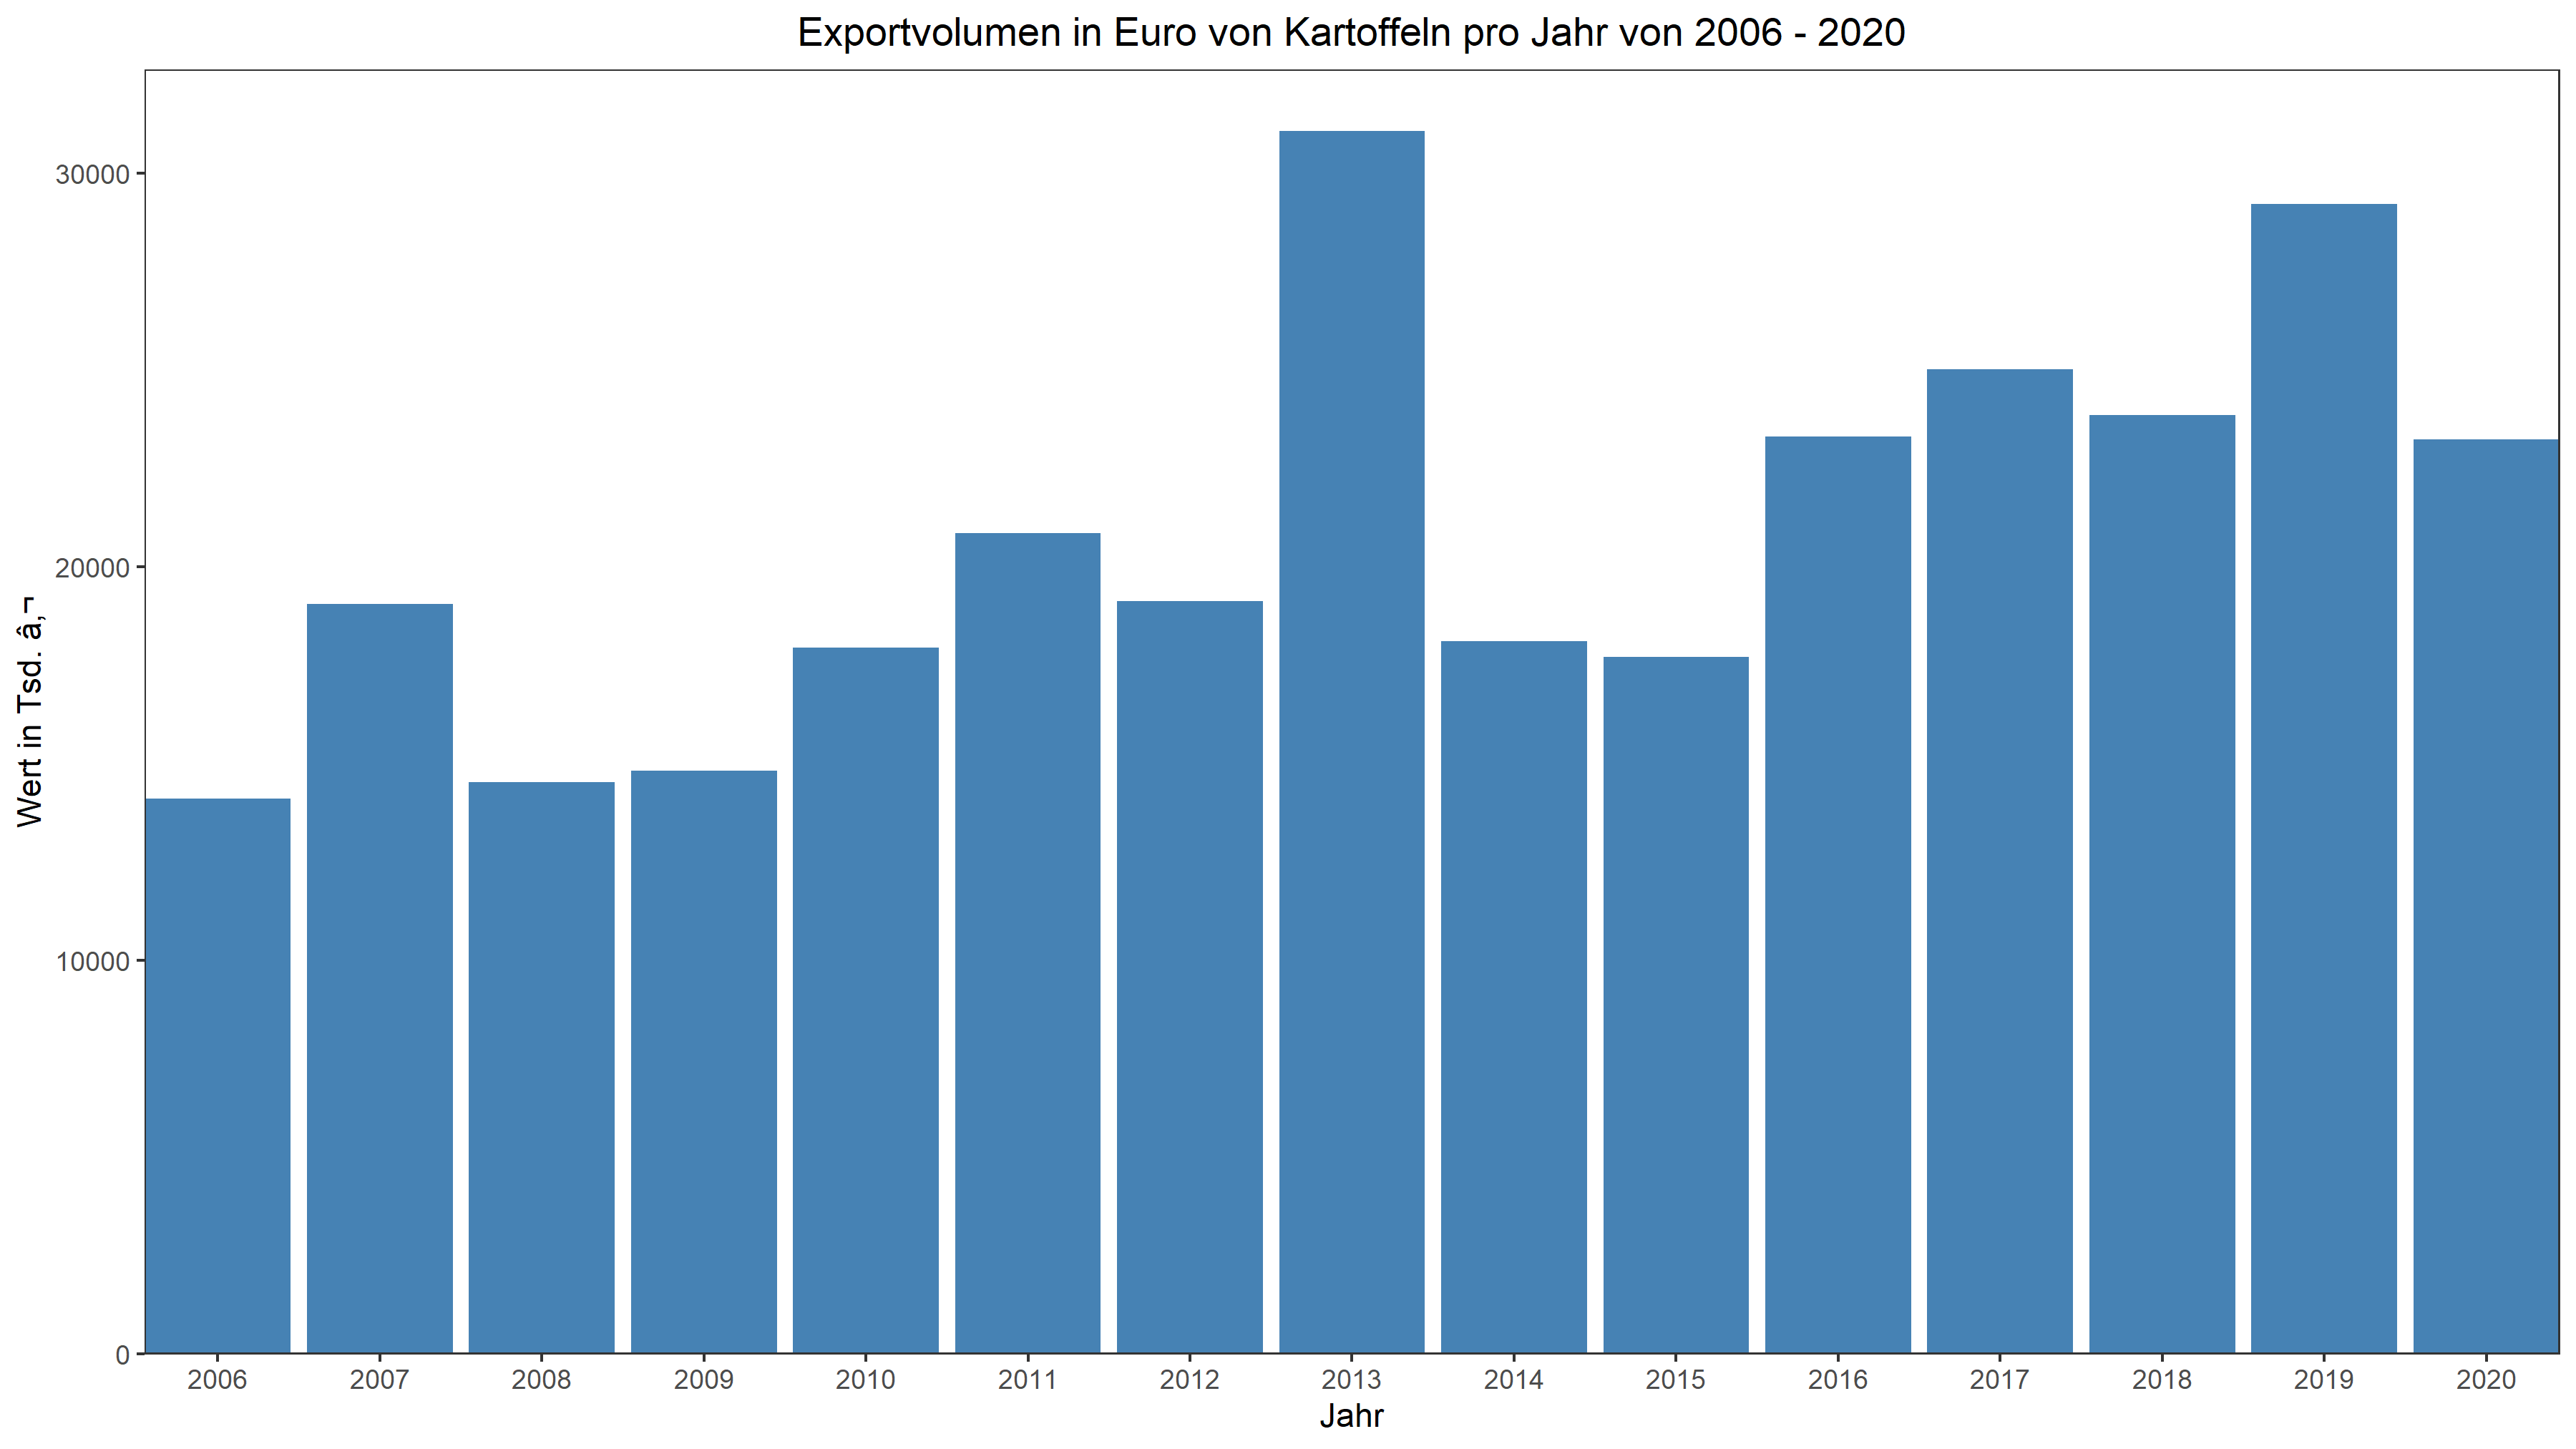 Exportvolumen in Euro von Kartoffeln pro Jahr von 2006 - 2020
Wert in Tsd. â‚¬
30000
20000
10000
0
2006 2007 2008 2009 2010 2011 2012 2013 2014 2015 2016 2017 2018 2019 2020
Jahr